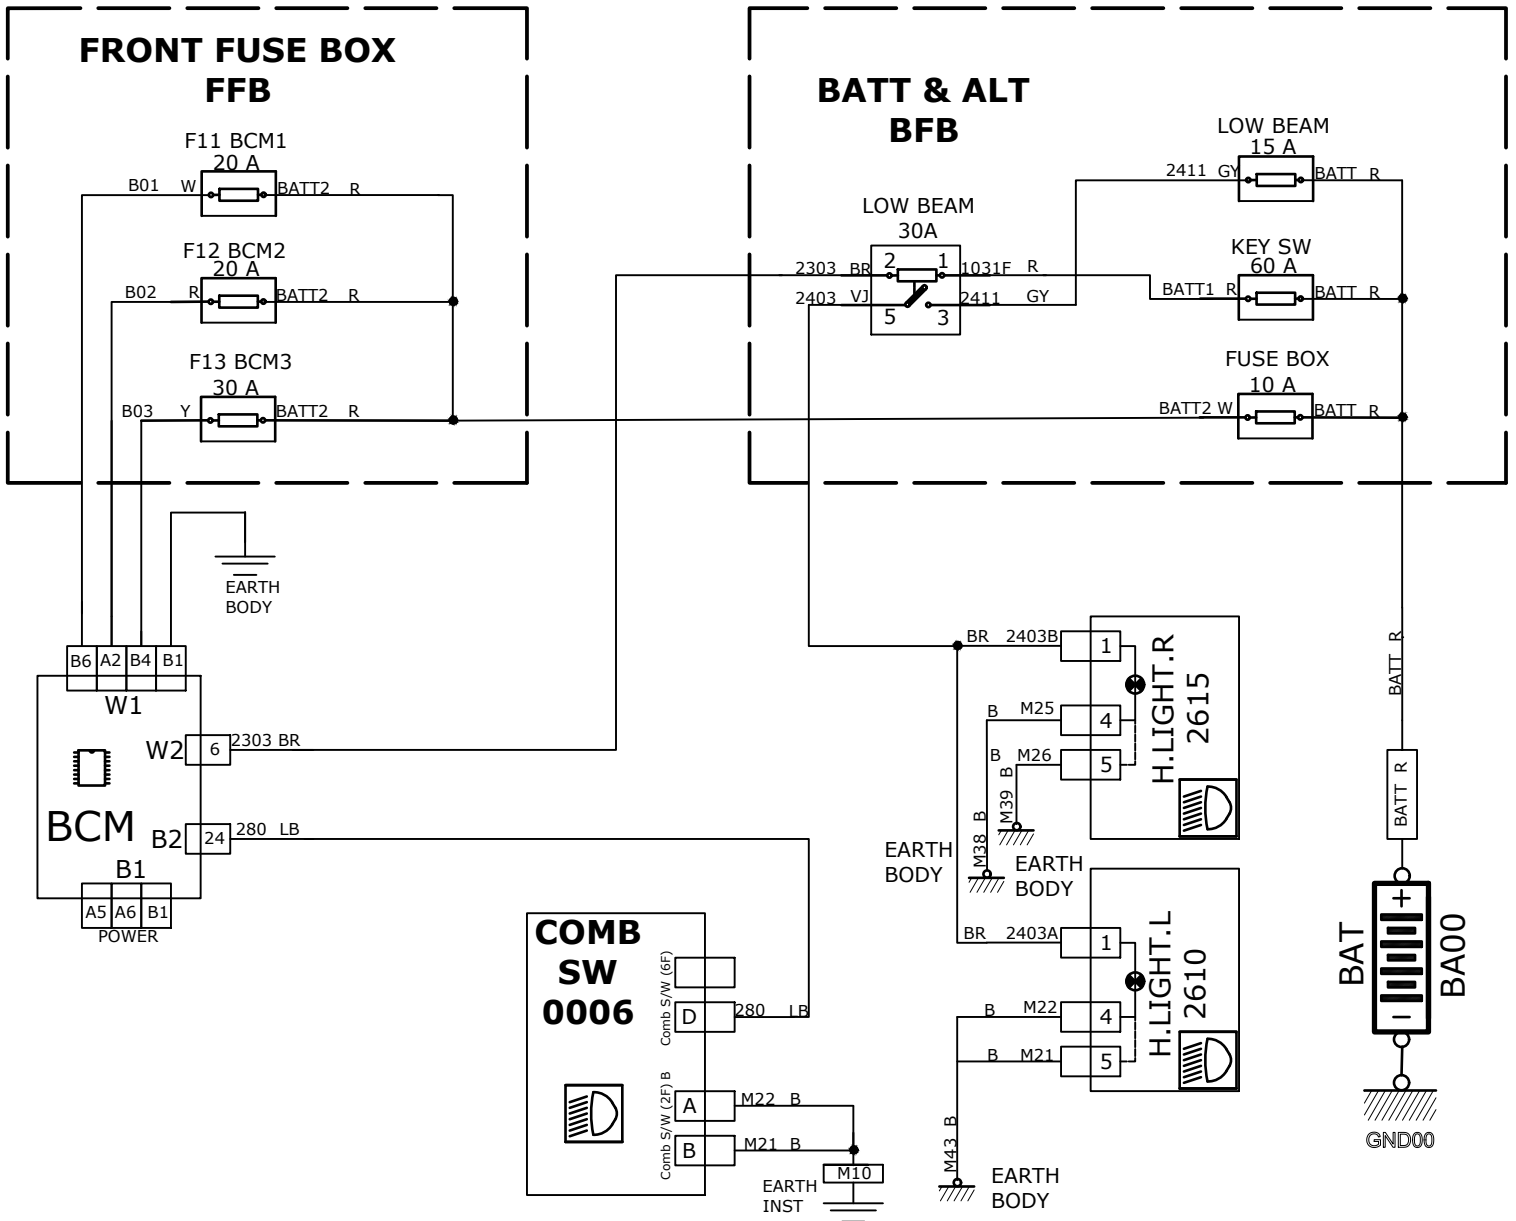 FRONT FUSE BOX
FFB
F11 BCM1
20 A
B01 W BATT2 R
F12 BCM2
20 A
B02 R BATT2 R
F13 BCM3
30 A
B03 Y BATT2 R
BATT & ALT
BFB
LOW BEAM
15 A
2411 GY BATT R
LOW BEAM
30A
2303 BR 2 1 1031F R
2403 VJ 5 3 2411 GY
KEY SW
60 A
BATT1 R BATT R
FUSE BOX
10 A
BATT2 W BATT R
EARTH
BODY
B6 A2 B4 B1
W1
W2 6 2303 BR
BCM
B2 24 280 LB
B1
A5 A6 B1
POWER
COMB
SW
0006
Comb S/W (6F)
D 280 LB
Comb S/W (2F) B
A M22 B
B M21 B
M10
EARTH
INST
BR 2403B 1
B M25 4
B M26 5
M39 B
M38 B
H.LIGHT.R
2615
EARTH
BODY
EARTH
BODY
BR 2403A 1
B M22 4
B M21 5
M43 B
H.LIGHT.L
2610
EARTH
BODY
BATT R
BATT R
+
BAT
BA00
−
GND00